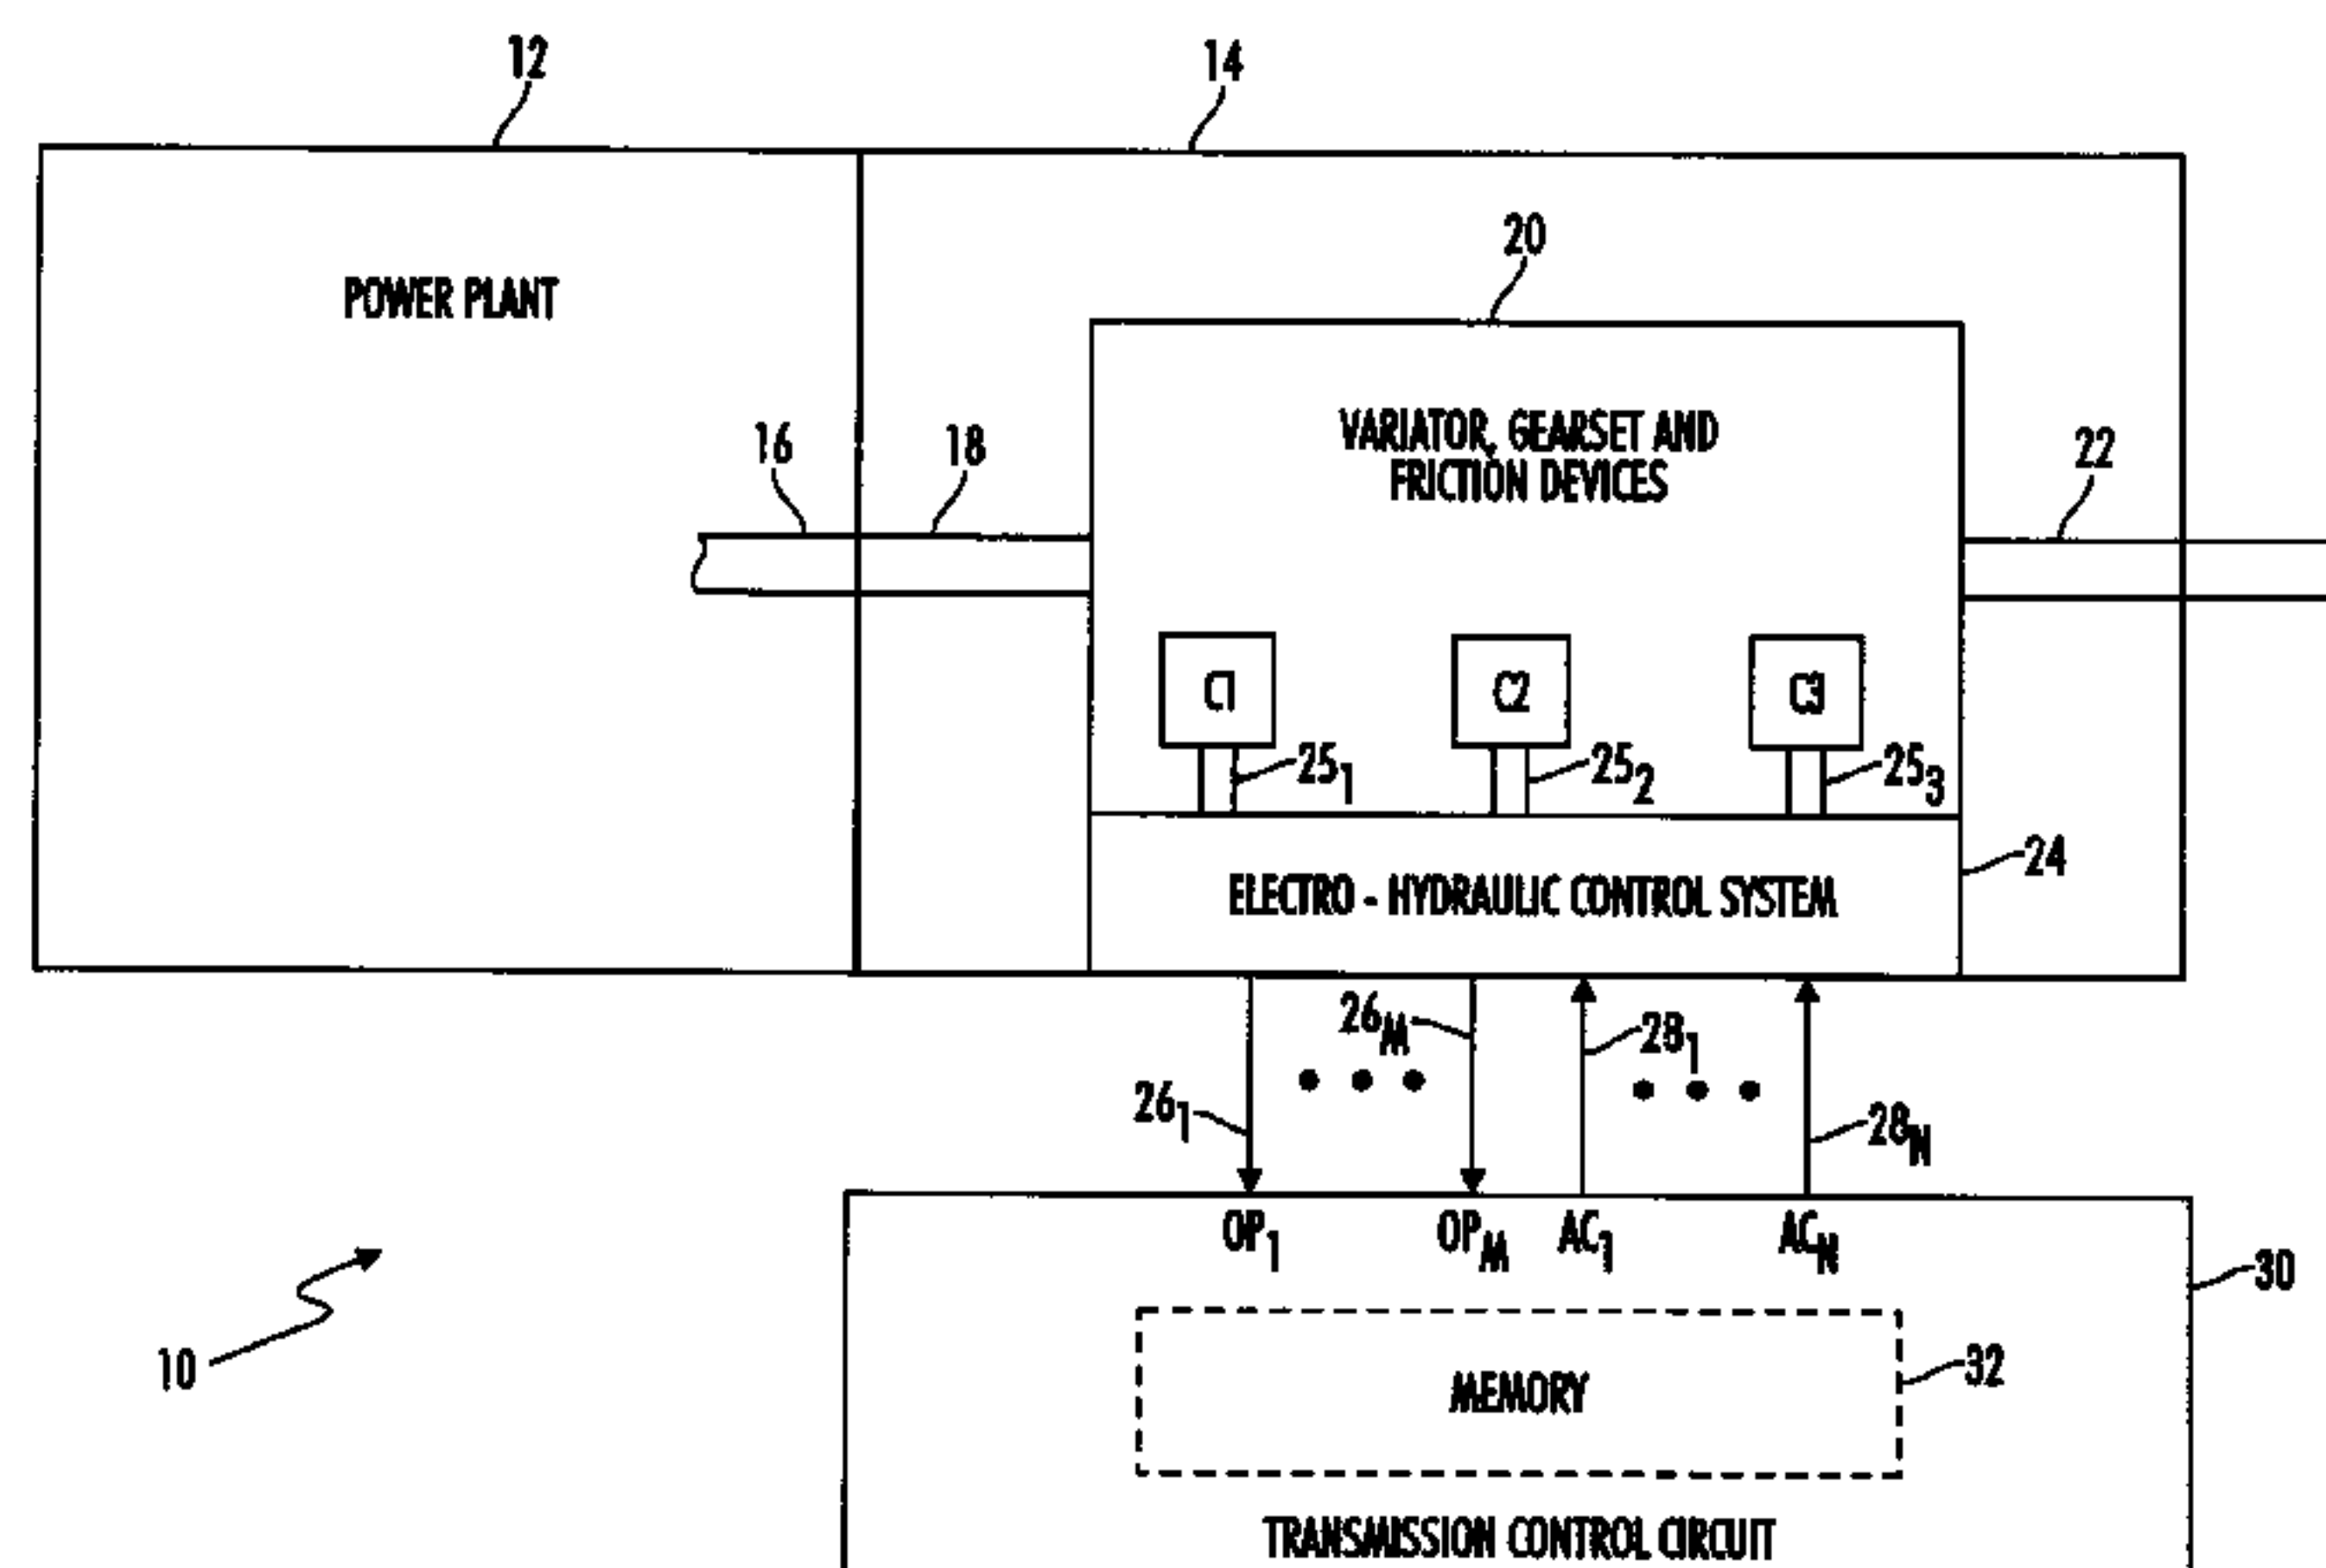 12
14
20
POWER PLANT
VARIATOR, GEARSET AND
FRICTION DEVICES
16
18
22
C1
C2
C3
25₁
25₂
25₃
24
ELECTRO - HYDRAULIC CONTROL SYSTEM
26M
28₁
26₁
28N
OP₁
OPM
AC₁
ACN
30
10
MEMORY
32
TRANSMISSION CONTROL CIRCUIT